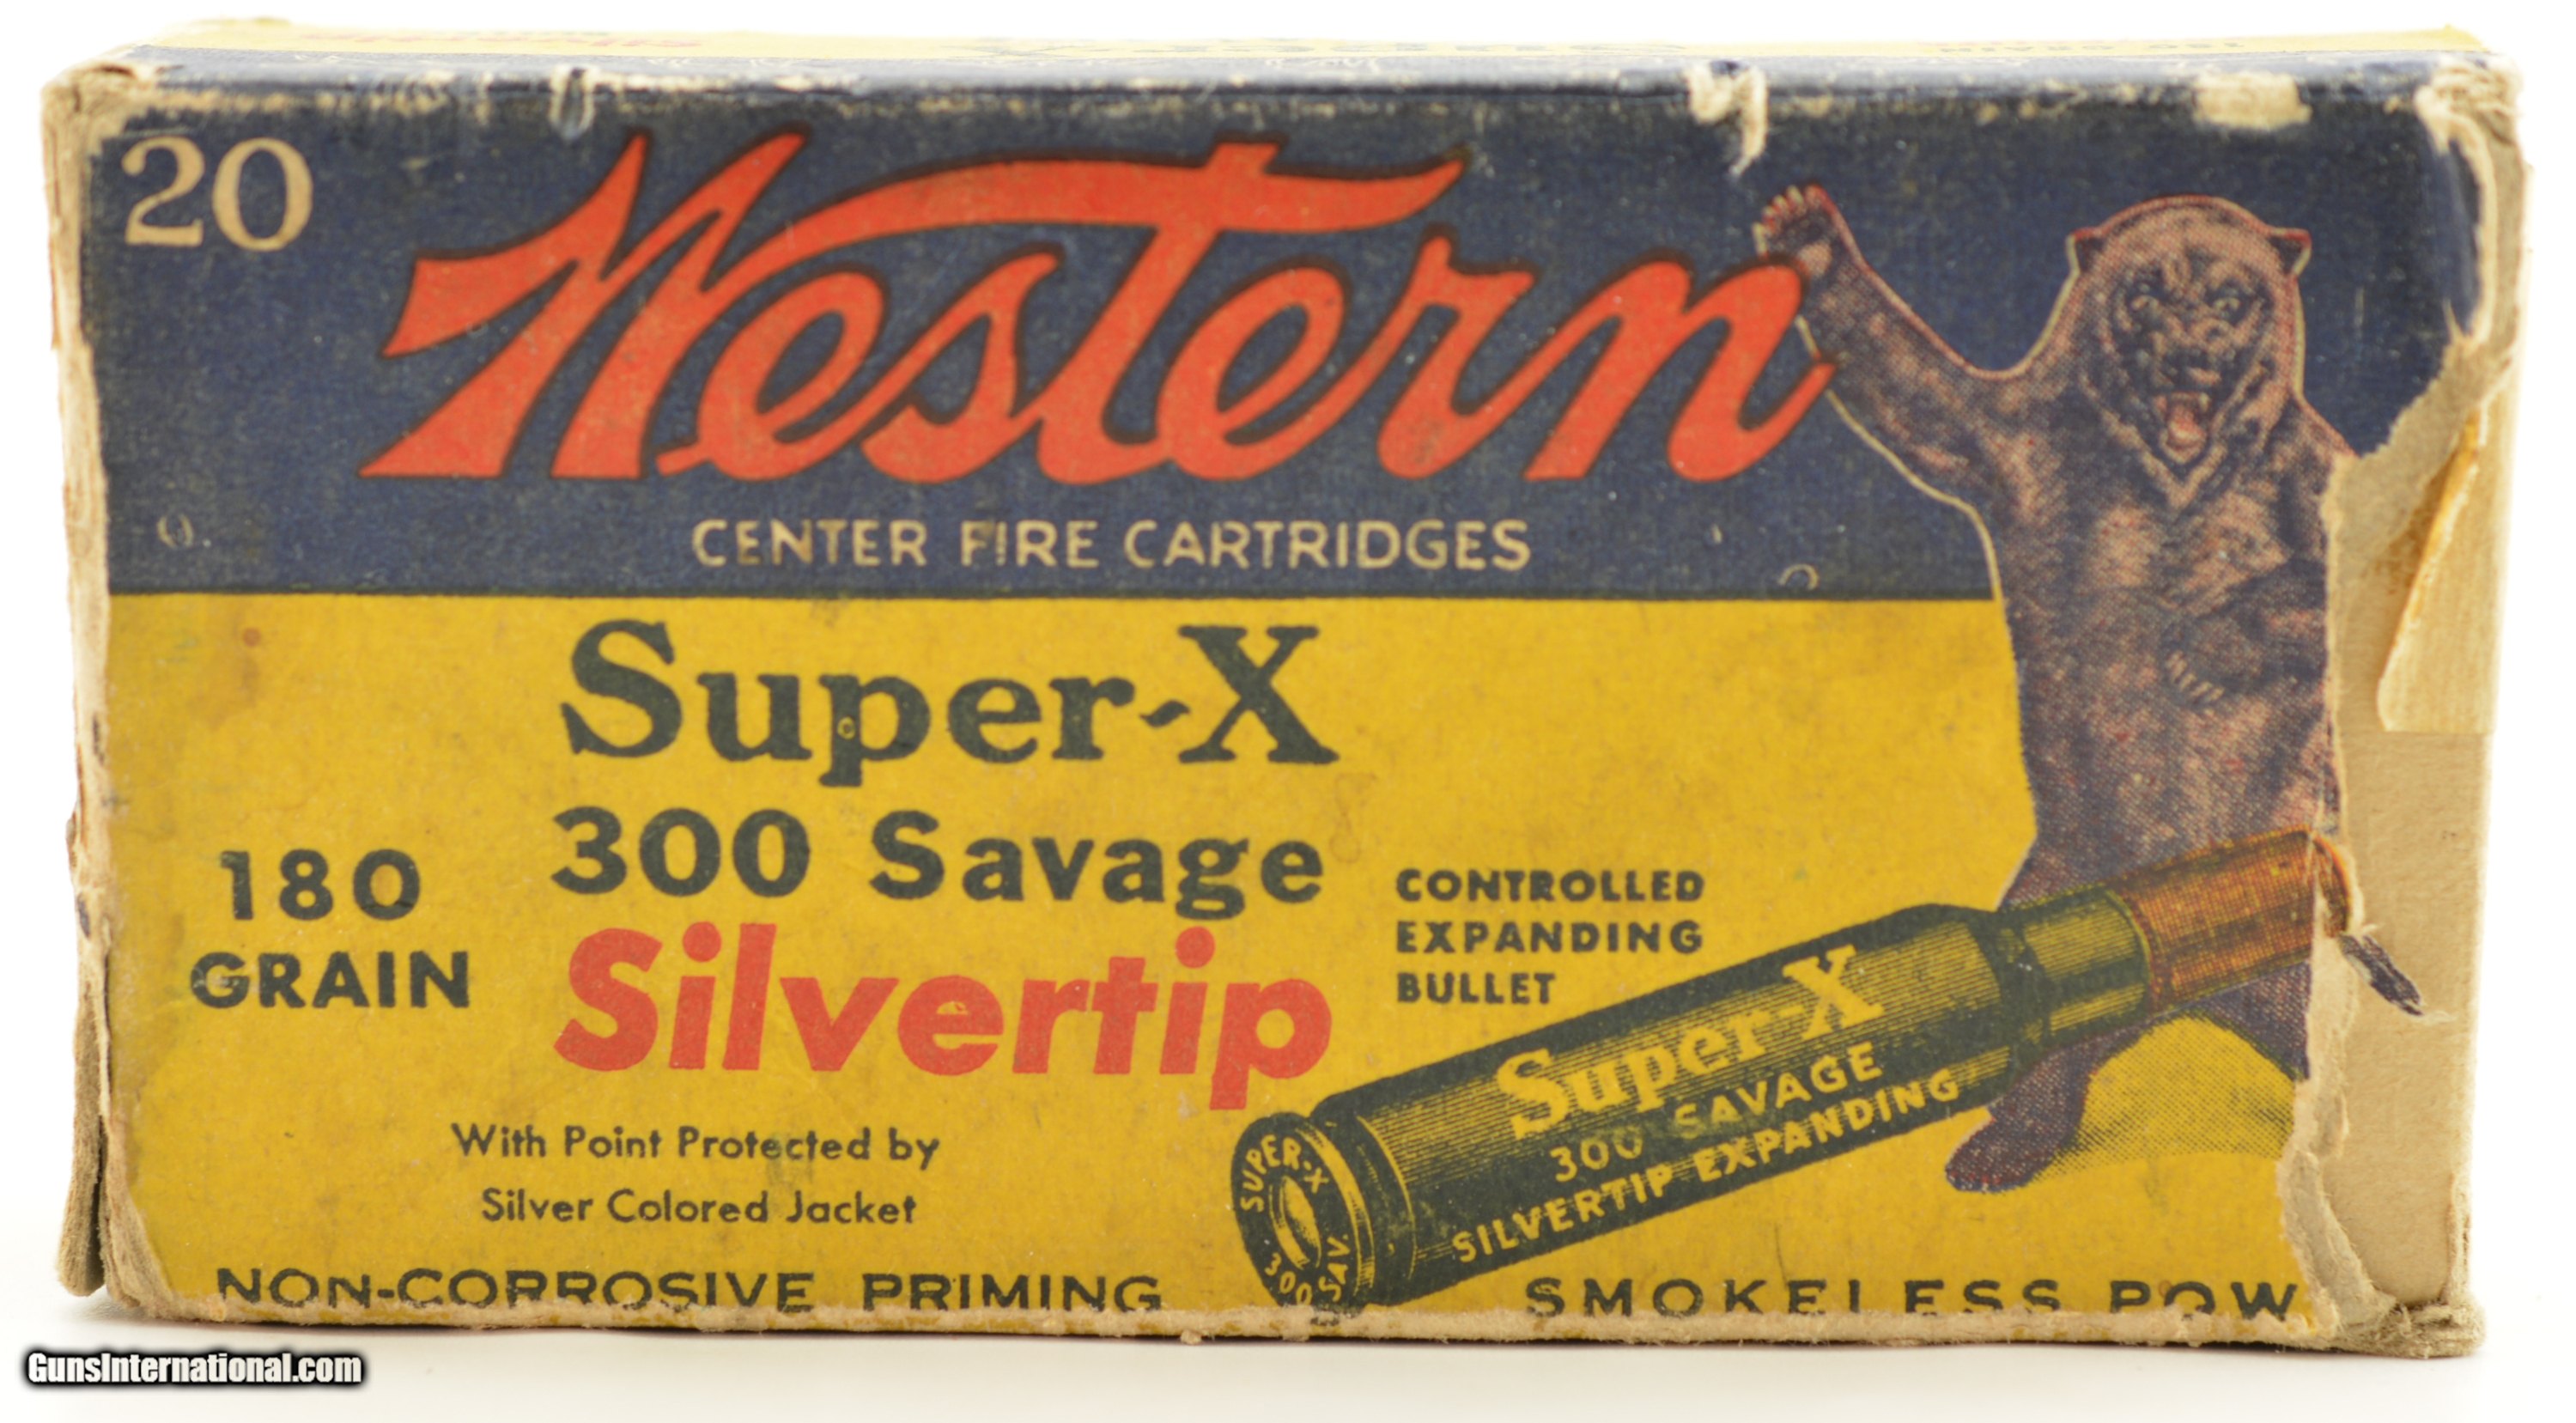 20
Western
CENTER FIRE CARTRIDGES
Super-X
300 Savage
180
GRAIN
Silvertip
CONTROLLED
EXPANDING
BULLET
With Point Protected by
Silver Colored Jacket
Super-X
300 SAVAGE
SILVERTIP EXPANDING
SUPER-X
300 SAV.
NON-CORROSIVE PRIMING
SMOKELESS POW
GunsInternational.com